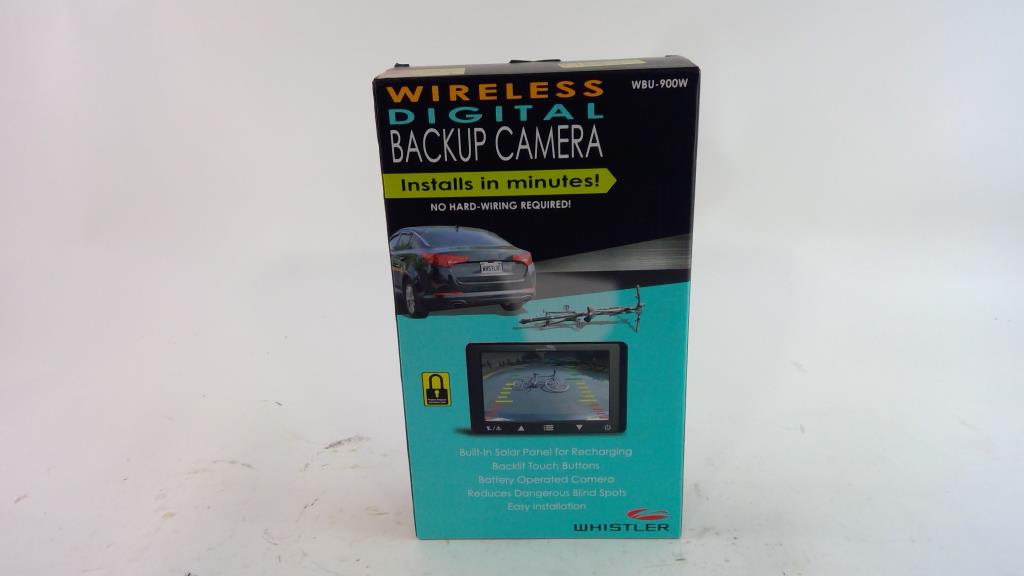 WBU-900W
WIRELESS
DIGITAL
BACKUP CAMERA
Installs in minutes!
NO HARD-WIRING REQUIRED!
Built-In Solar Panel for Recharging
Backlit Touch Buttons
Battery Operated Camera
Reduces Dangerous Blind Spots
Easy Installation
WHISTLER